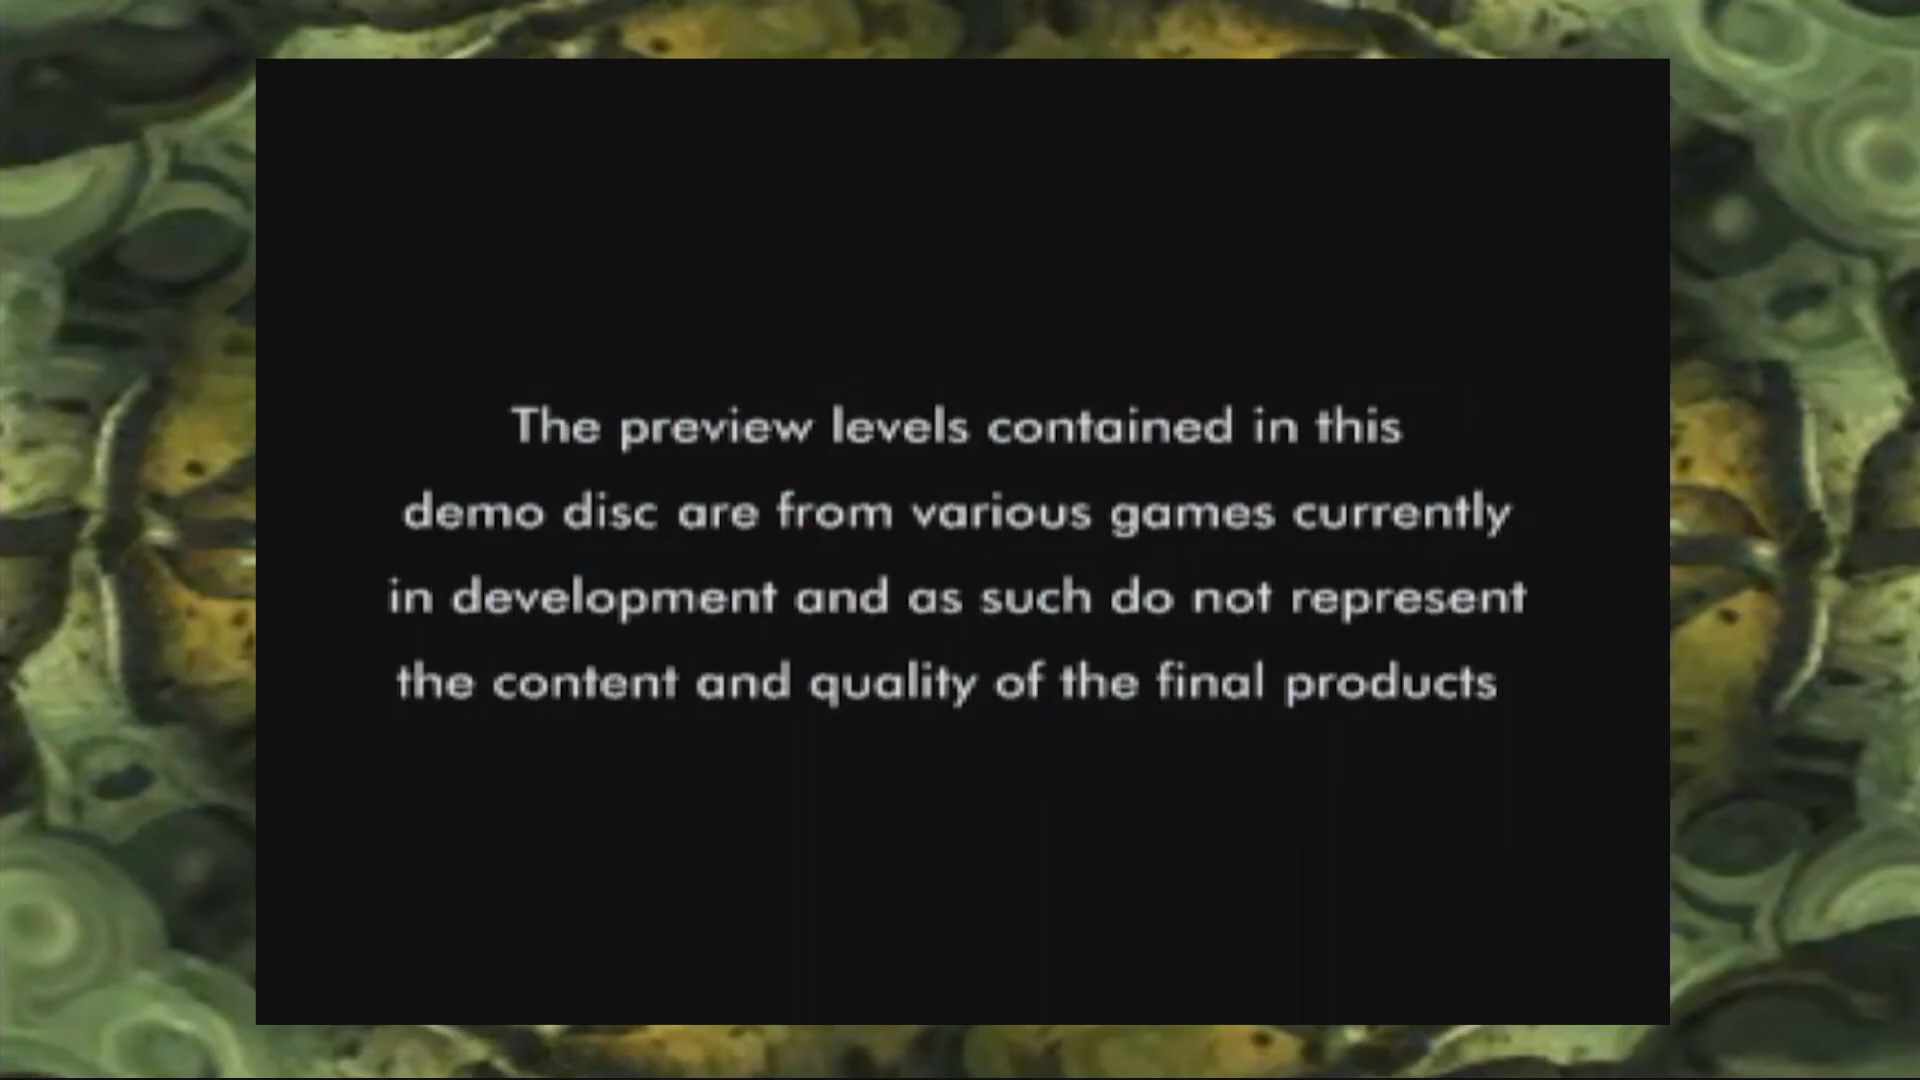 The preview levels contained in this
demo disc are from various games currently
in development and as such do not represent
the content and quality of the final products